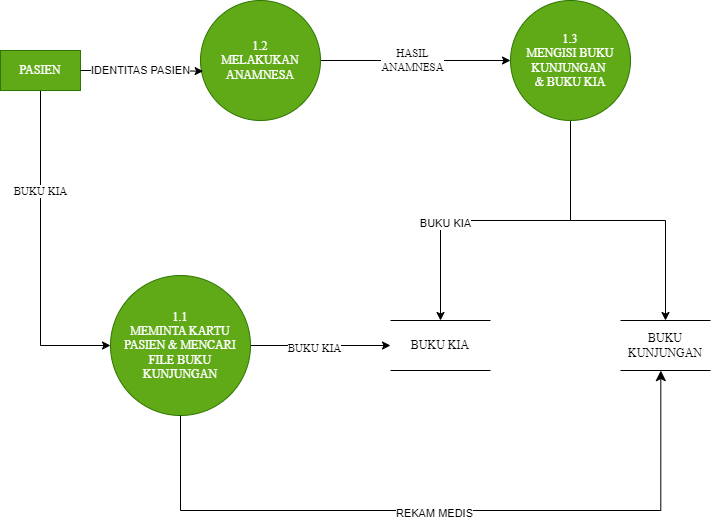 PASIEN
IDENTITAS PASIEN
1.2
MELAKUKAN
ANAMNESA
HASIL
ANAMNESA
1.3
MENGISI BUKU
KUNJUNGAN
& BUKU KIA
BUKU KIA
BUKU KIA
1.1
MEMINTA KARTU
PASIEN & MENCARI
FILE BUKU
KUNJUNGAN
BUKU KIA
BUKU KIA
BUKU
KUNJUNGAN
REKAM MEDIS